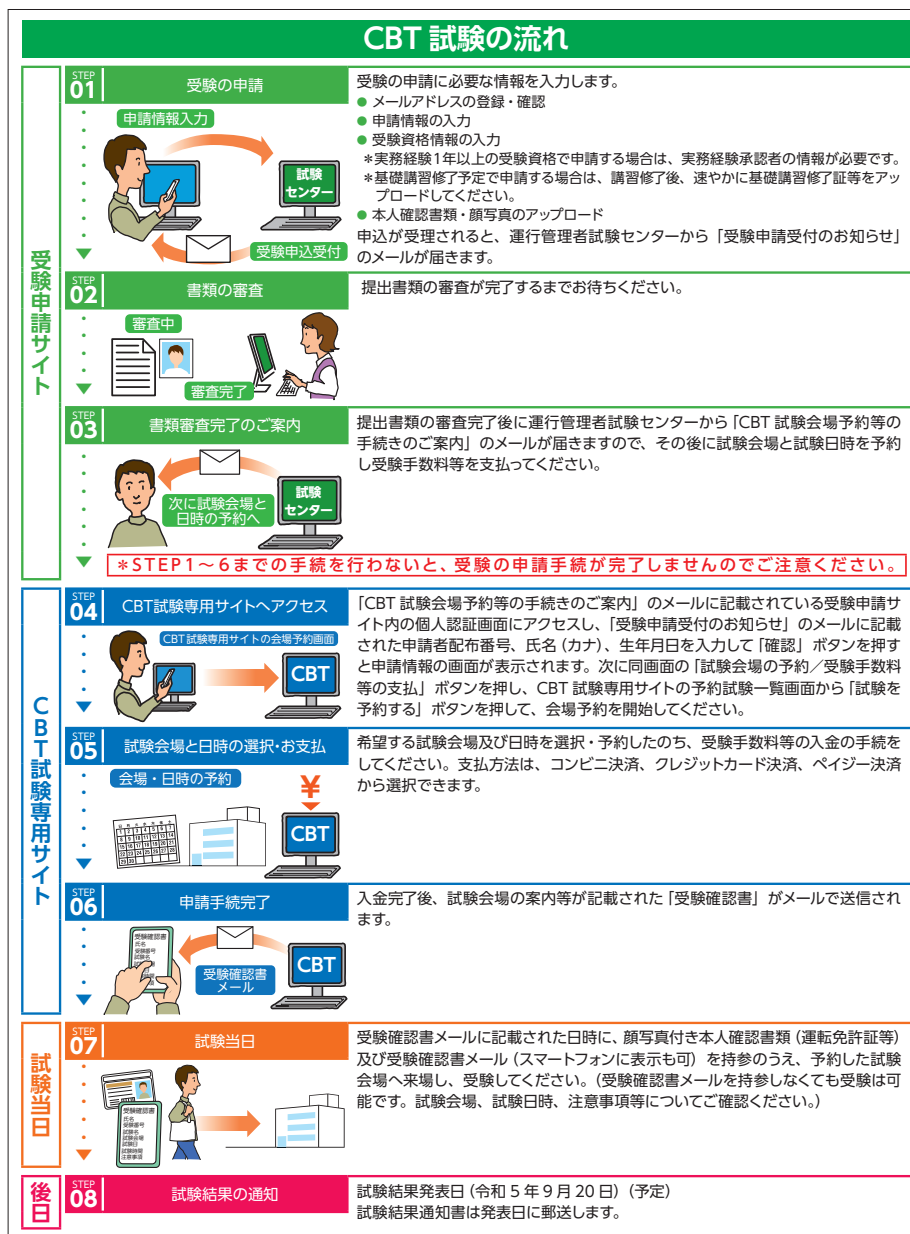 CBT 試験の流れ
受験申請サイト
STEP
01
受験の申請
申請情報入力
試験
センター
受験申込受付
受験の申請に必要な情報を入力します。
● メールアドレスの登録・確認
● 申請情報の入力
● 受験資格情報の入力
＊実務経験1年以上の受験資格で申請する場合は、実務経験承認者の情報が必要です。
＊基礎講習修了予定で申請する場合は、講習修了後、速やかに基礎講習修了証等をアッ
プロードしてください。
● 本人確認書類・顔写真のアップロード
申込が受理されると、運行管理者試験センターから「受験申請受付のお知らせ」
のメールが届きます。
STEP
02
書類の審査
審査中
審査完了
提出書類の審査が完了するまでお待ちください。
STEP
03
書類審査完了のご案内
次に試験会場と
日時の予約へ
試験
センター
提出書類の審査完了後に運行管理者試験センターから「CBT 試験会場予約等の
手続きのご案内」のメールが届きますので、その後に試験会場と試験日時を予約
し受験手数料等を支払ってください。
＊STEP1～6までの手続を行わないと、受験の申請手続が完了しませんのでご注意ください。
CBT試験専用サイト
STEP
04
CBT試験専用サイトへアクセス
CBT試験専用サイトの会場予約画面
CBT
「CBT 試験会場予約等の手続きのご案内」のメールに記載されている受験申請サ
イト内の個人認証画面にアクセスし、「受験申請受付のお知らせ」のメールに記載
された申請者配布番号、氏名（カナ）、生年月日を入力して「確認」ボタンを押す
と申請情報の画面が表示されます。次に同画面の「試験会場の予約／受験手数料
等の支払」ボタンを押し、CBT 試験専用サイトの予約試験一覧画面から「試験を
予約する」ボタンを押して、会場予約を開始してください。
STEP
05
試験会場と日時の選択・お支払
会場・日時の予約
¥
CBT
希望する試験会場及び日時を選択・予約したのち、受験手数料等の入金の手続を
してください。支払方法は、コンビニ決済、クレジットカード決済、ペイジー決済
から選択できます。
STEP
06
申請手続完了
受験確認書
氏名
受験番号
試験名
受験確認書
メール
CBT
入金完了後、試験会場の案内等が記載された「受験確認書」がメールで送信され
ます。
試験当日
STEP
07
試験当日
受験確認書
氏名
受験番号
試験名
試験会場
試験日
試験時間
注意事項
受験確認書メールに記載された日時に、顔写真付き本人確認書類（運転免許証等）
及び受験確認書メール（スマートフォンに表示も可）を持参のうえ、予約した試験
会場へ来場し、受験してください。（受験確認書メールを持参しなくても受験は可
能です。試験会場、試験日時、注意事項等についてご確認ください。）
後日
STEP
08
試験結果の通知
試験結果発表日（令和 5 年 9 月 20 日）（予定）
試験結果通知書は発表日に郵送します。